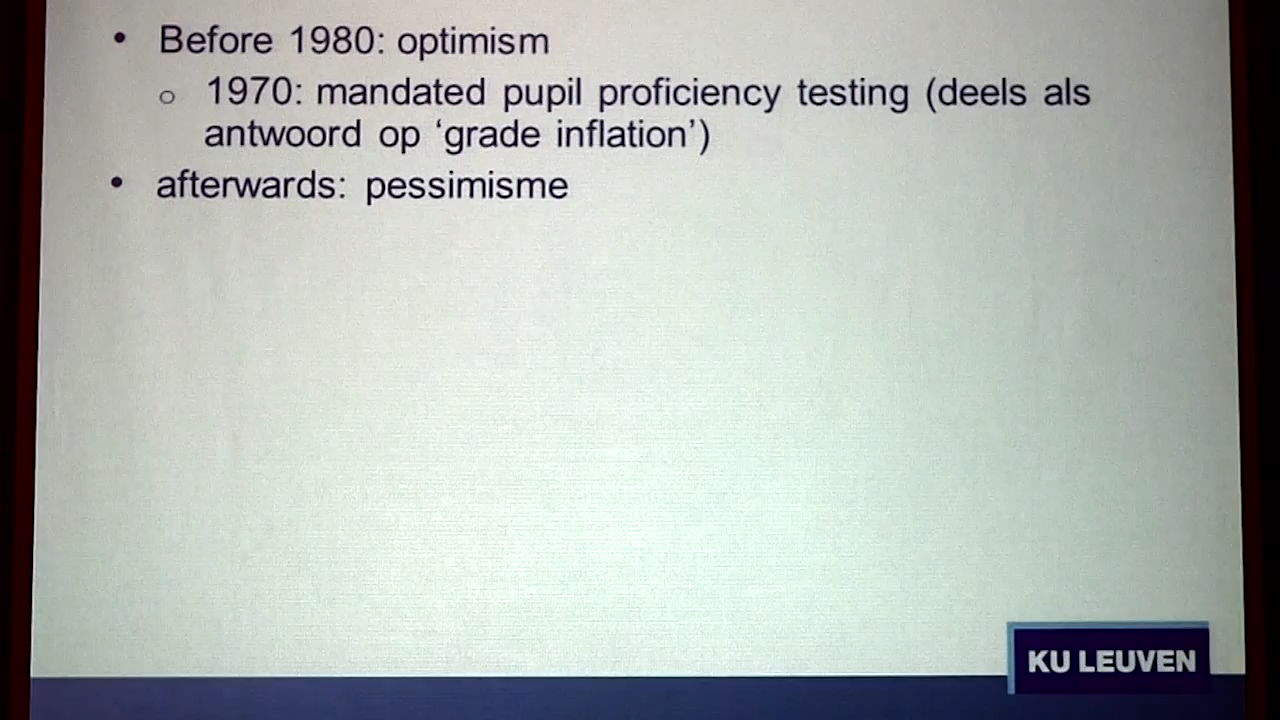 • Before 1980: optimism
o 1970: mandated pupil proficiency testing (deels als
antwoord op ‘grade inflation’)
• afterwards: pessimisme
KU LEUVEN